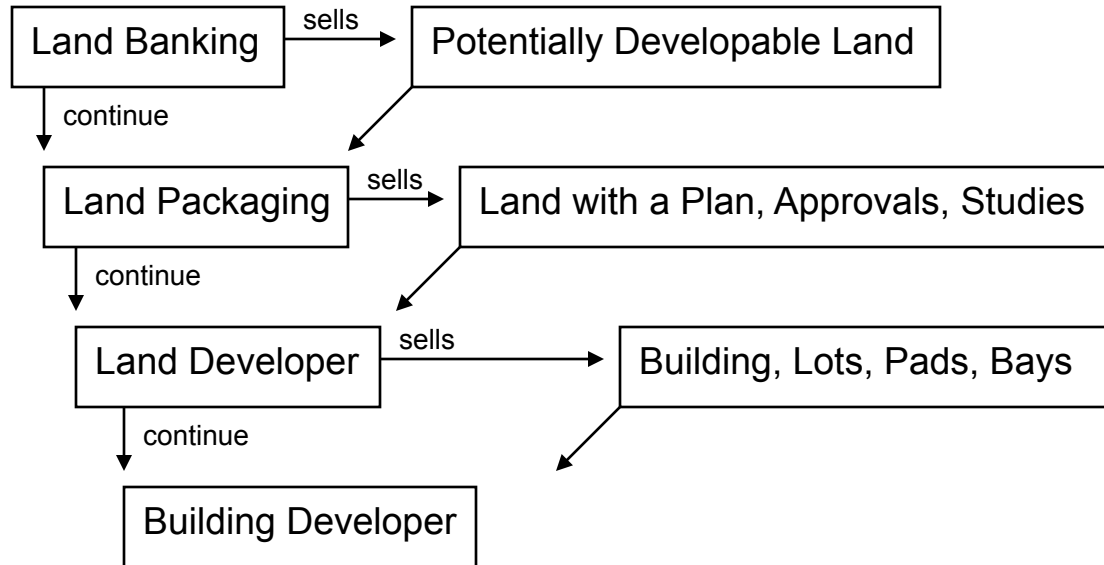 Land Banking
sells
Potentially Developable Land
continue
Land Packaging
sells
Land with a Plan, Approvals, Studies
continue
Land Developer
sells
Building, Lots, Pads, Bays
continue
Building Developer